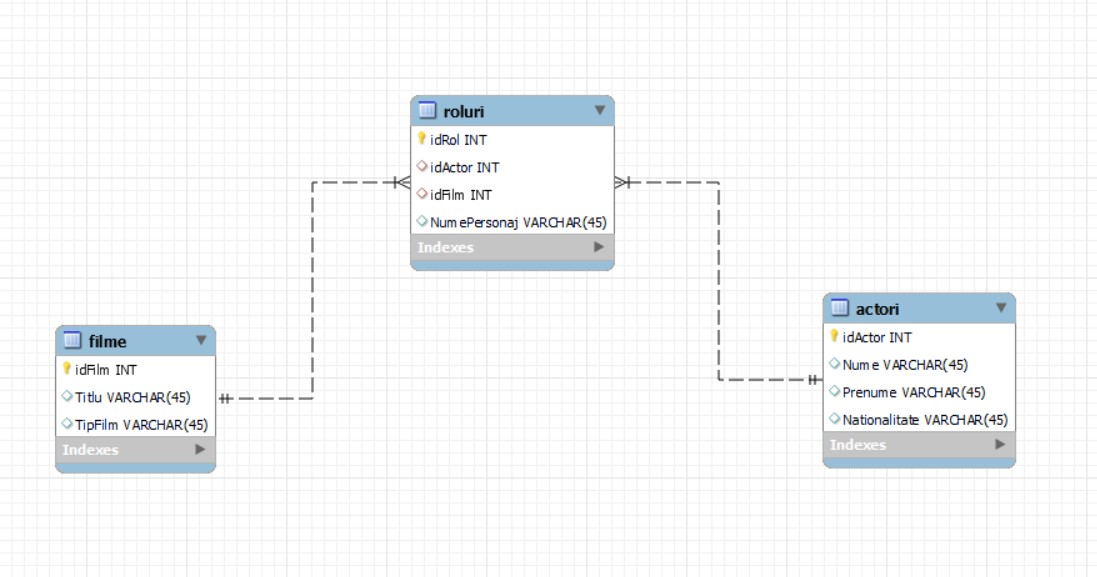 roluri
idRol INT
idActor INT
idFilm INT
NumePersonaj VARCHAR(45)
Indexes
filme
idFilm INT
Titlu VARCHAR(45)
TipFilm VARCHAR(45)
Indexes
actori
idActor INT
Nume VARCHAR(45)
Prenume VARCHAR(45)
Nationalitate VARCHAR(45)
Indexes